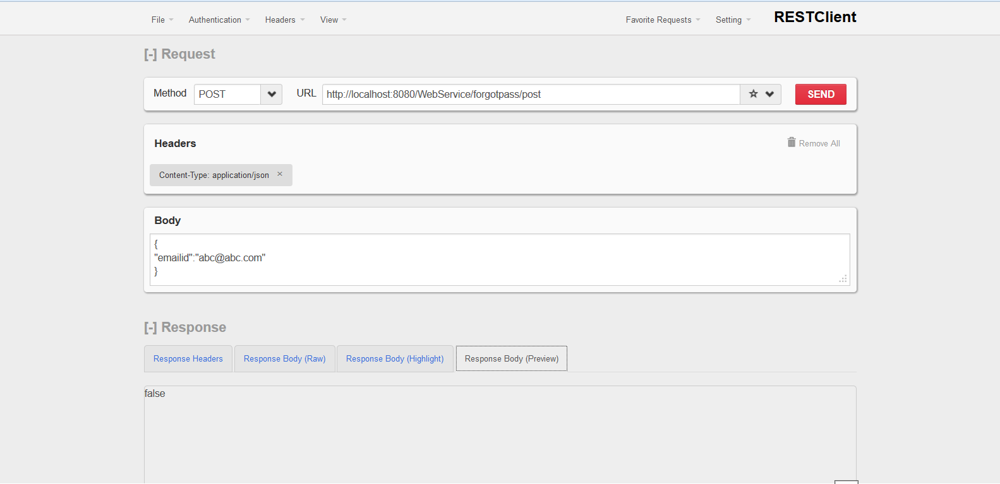 File Authentication Headers View Favorite Requests Setting RESTClient
[-] Request
Method POST URL http://localhost:8080/WebService/forgotpass/post SEND
Headers Remove All
Content-Type: application/json ×
Body
{
"emailid":"abc@abc.com"
}
[-] Response
Response Headers Response Body (Raw) Response Body (Highlight) Response Body (Preview)
false